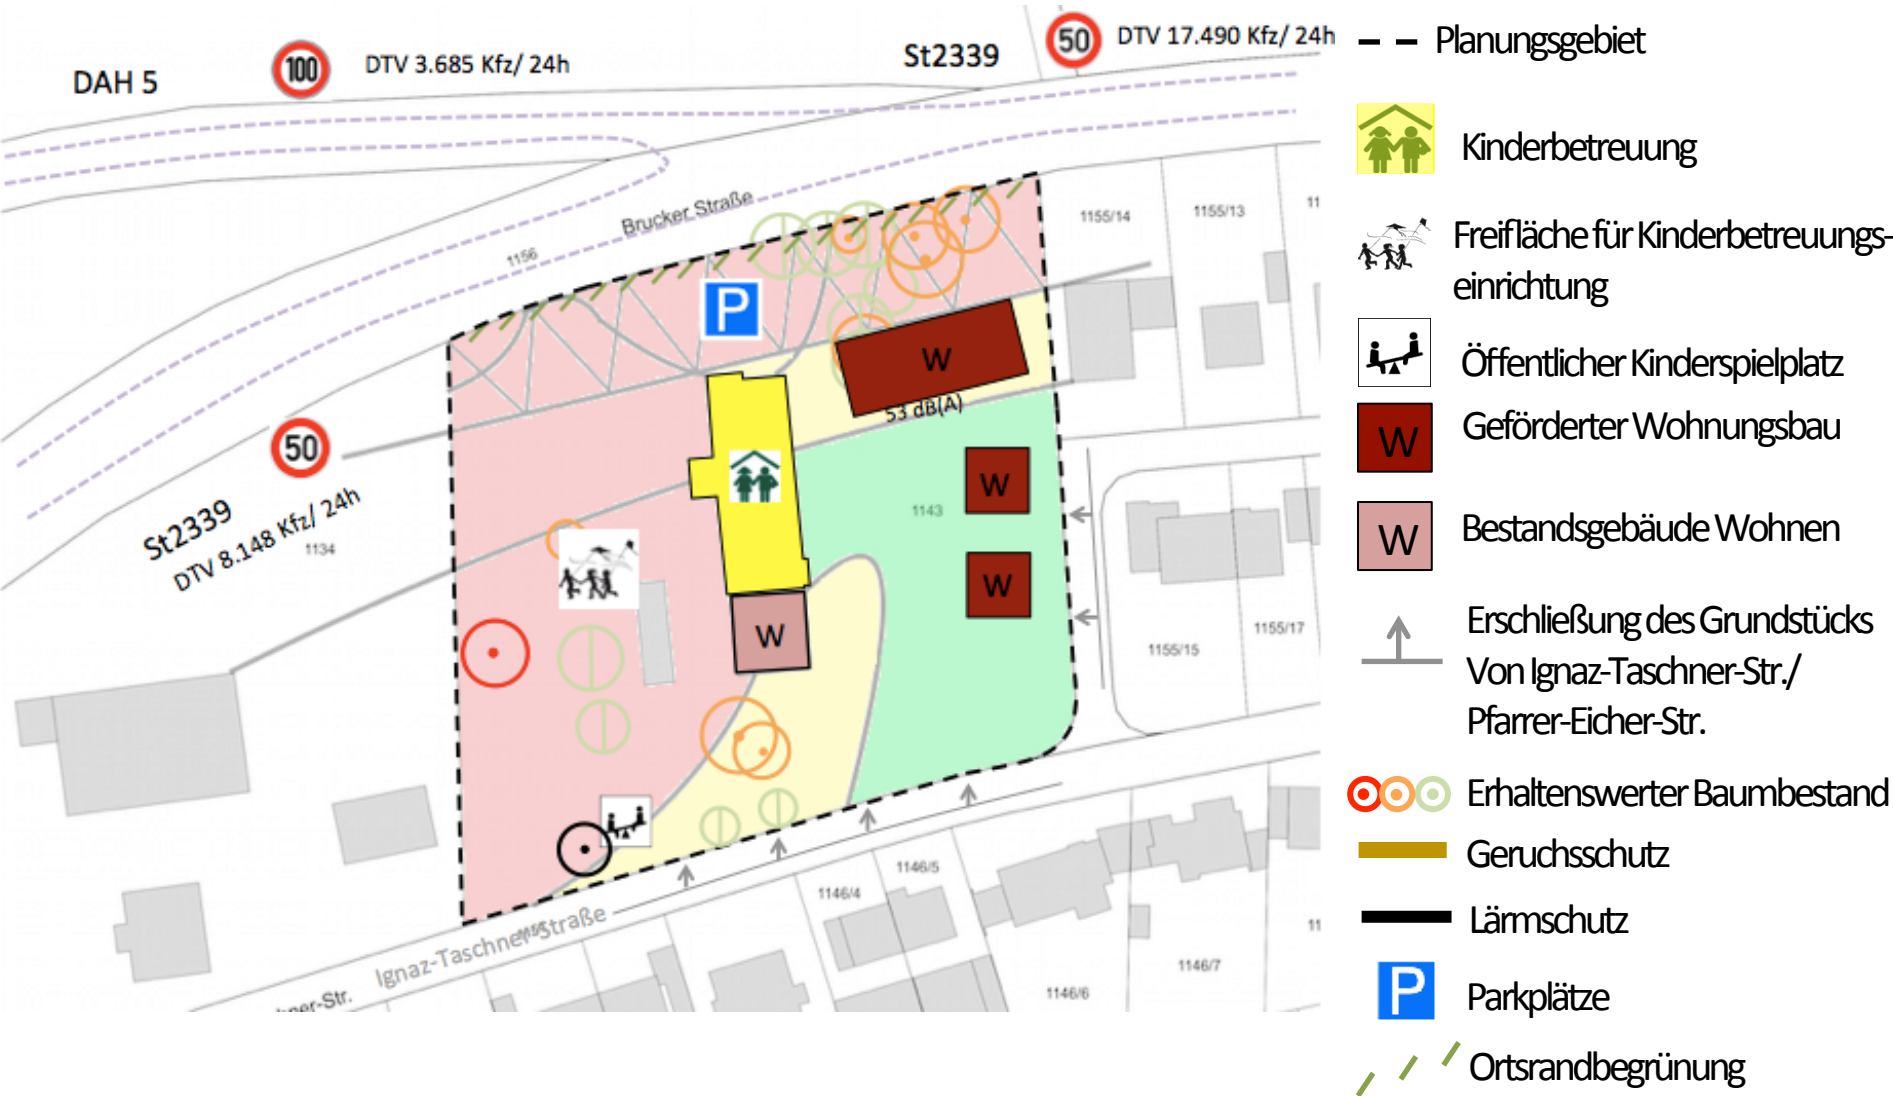 DAH 5
100
DTV 3.685 Kfz/ 24h
St2339
50
DTV 17.490 Kfz/ 24h
Brucker Straße
1156
1155/14
1155/13
11
P
W
53 dB(A)
50
St2339
DTV 8.148 Kfz/ 24h
1134
1143
W
W
W
1155/15
1155/17
1146/5
1146/4
11
1146/7
1146/6
Ignaz-Taschner-Straße
ner-Str.
Planungsgebiet
Kinderbetreuung
Freifläche für Kinderbetreuungs-
einrichtung
Öffentlicher Kinderspielplatz
W Geförderter Wohnungsbau
W Bestandsgebäude Wohnen
Erschließung des Grundstücks
Von Ignaz-Taschner-Str./
Pfarrer-Eicher-Str.
Erhaltenswerter Baumbestand
Geruchsschutz
Lärmschutz
P Parkplätze
Ortsrandbegrünung